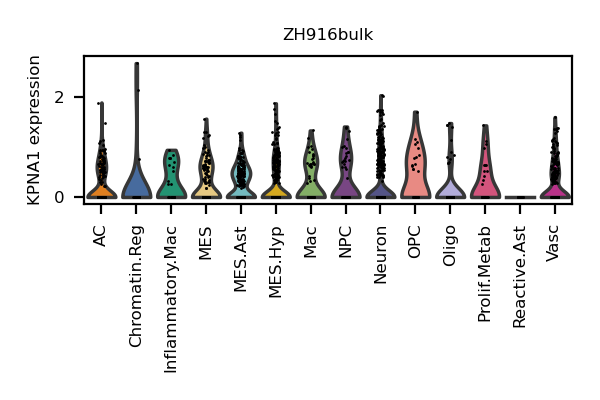 ZH916bulk
KPNA1 expression
2
0
AC
Chromatin.Reg
Inflammatory.Mac
MES
MES.Ast
MES.Hyp
Mac
NPC
Neuron
OPC
Oligo
Prolif.Metab
Reactive.Ast
Vasc